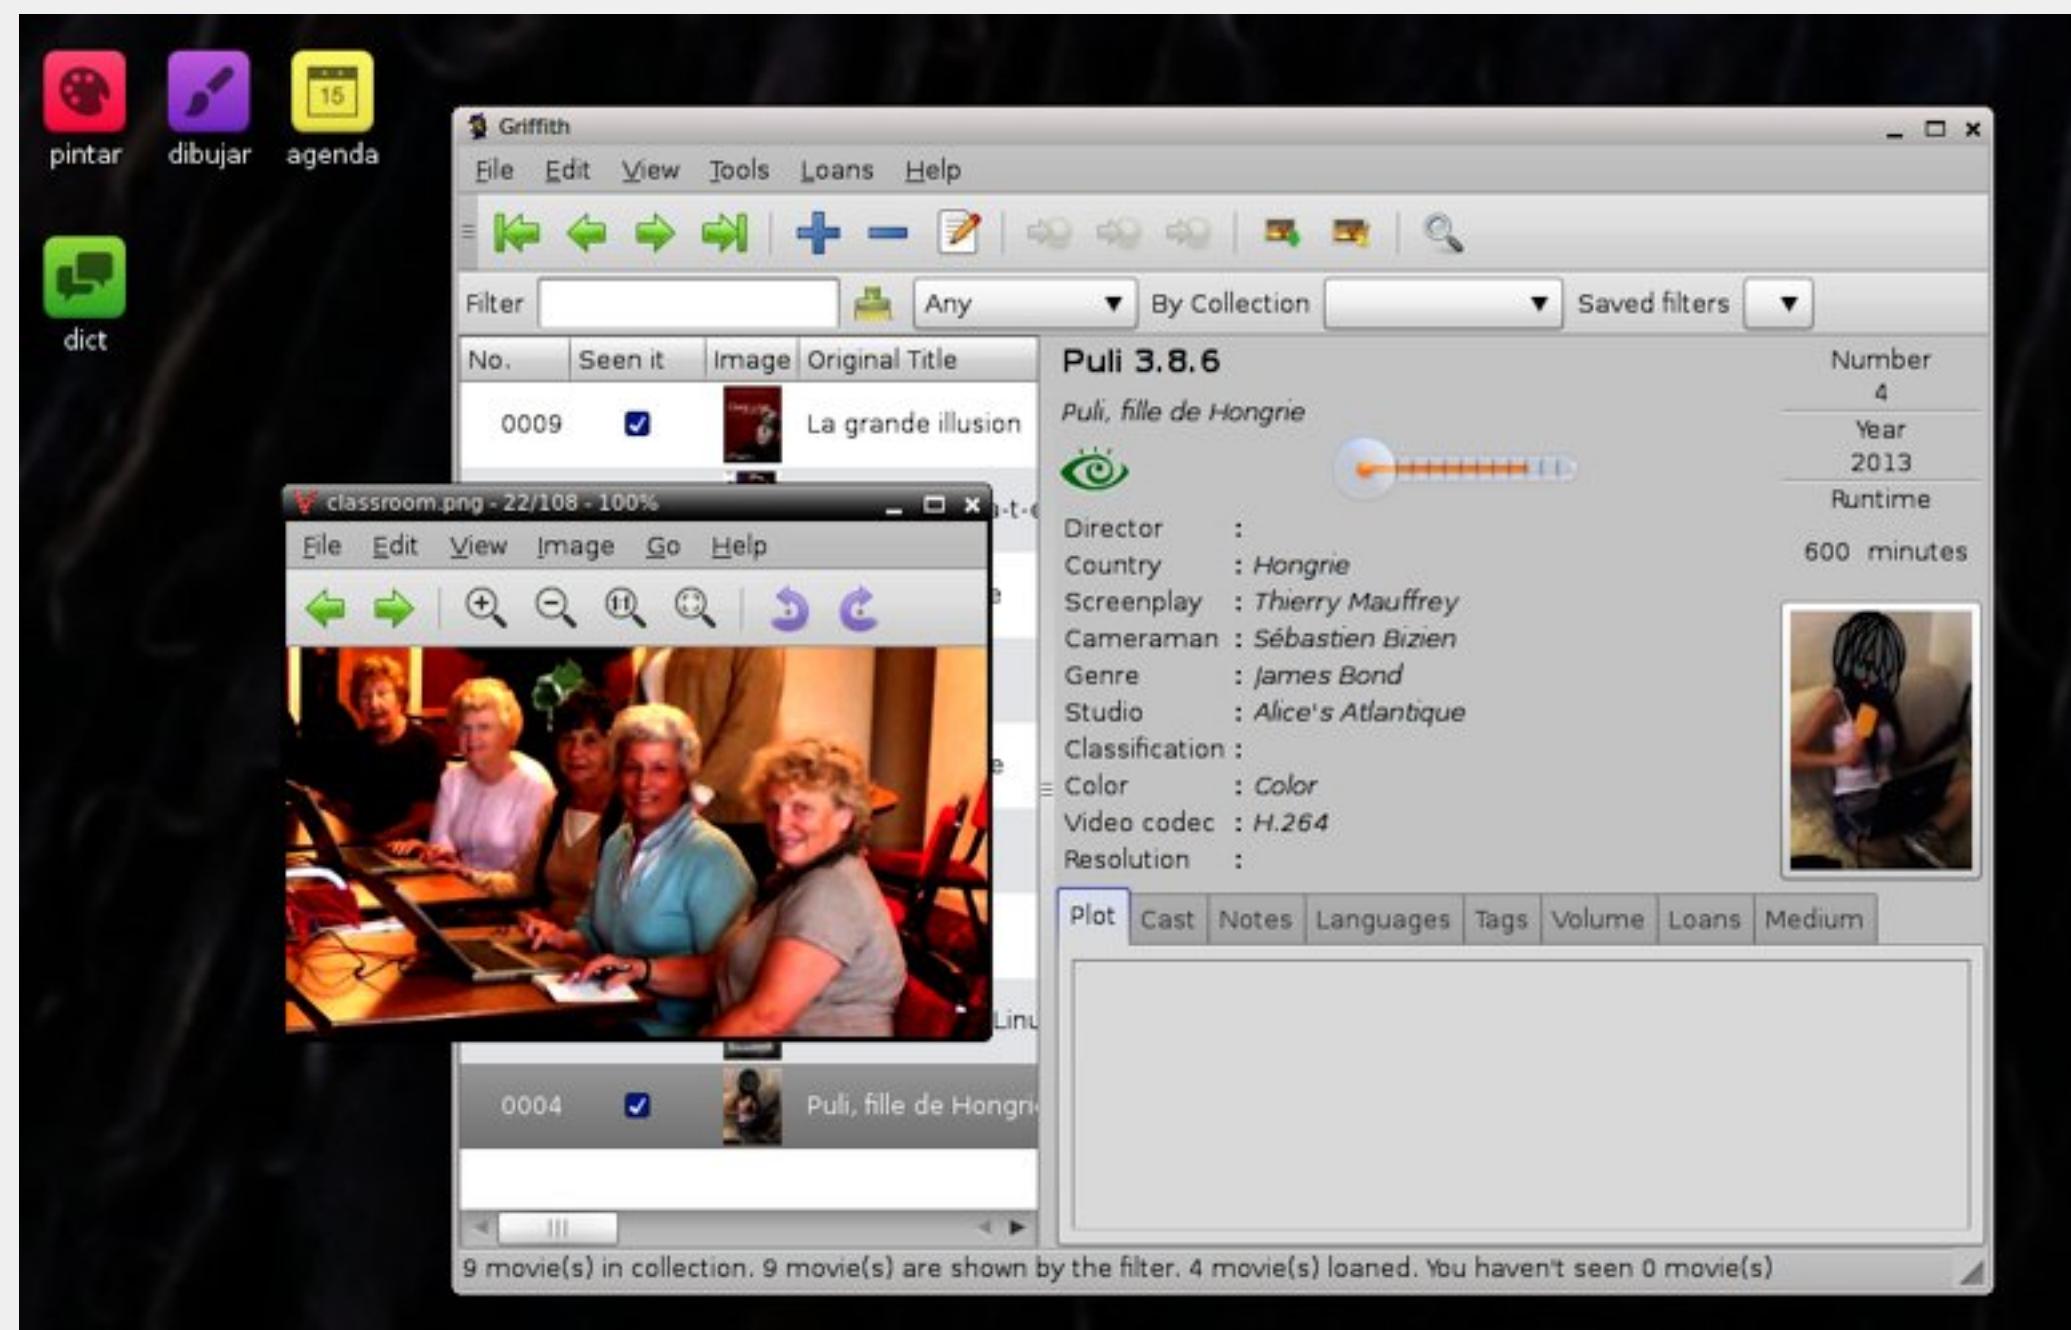 pintar
dibujar
15
agenda
dict
Griffith
File Edit View Tools Loans Help
Filter
Any
By Collection
Saved filters
No. Seen it Image Original Title
0009 La grande illusion
classroom.png - 22/108 - 100%
File Edit View Image Go Help
1:1
0004 Puli, fille de Hongrie
Puli 3.8.6
Puli, fille de Hongrie
Number
4
Year
2013
Runtime
600 minutes
Director :
Country : Hongrie
Screenplay : Thierry Mauffrey
Cameraman : Sébastien Bizien
Genre : James Bond
Studio : Alice's Atlantique
Classification :
Color : Color
Video codec : H.264
Resolution :
Plot Cast Notes Languages Tags Volume Loans Medium
9 movie(s) in collection. 9 movie(s) are shown by the filter. 4 movie(s) loaned. You haven't seen 0 movie(s)